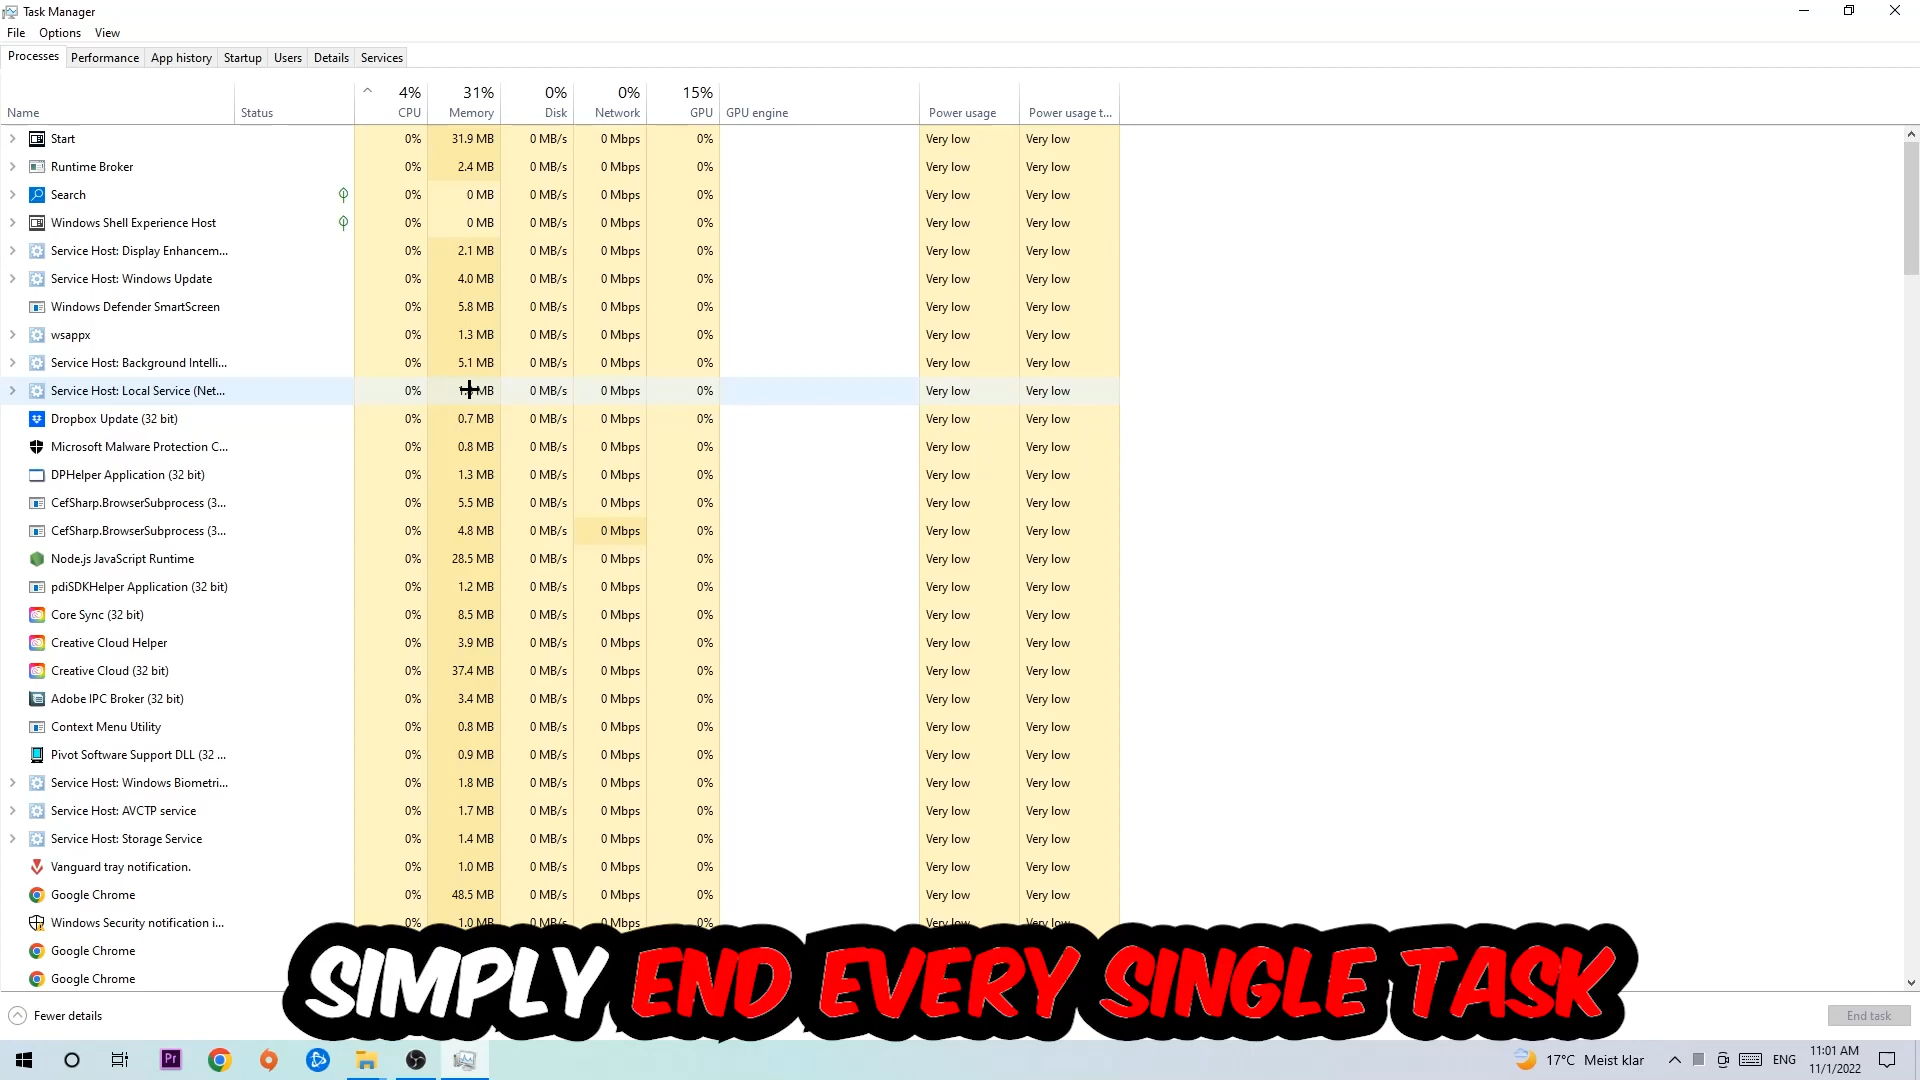 Task Manager
File Options View
Processes Performance App history Startup Users Details Services
4% 31% 0% 0% 15%
Name Status CPU Memory Disk Network GPU GPU engine Power usage Power usage t...
Start 0% 31.9 MB 0 MB/s 0 Mbps 0% Very low Very low
Runtime Broker 0% 2.4 MB 0 MB/s 0 Mbps 0% Very low Very low
Search 0% 0 MB 0 MB/s 0 Mbps 0% Very low Very low
Windows Shell Experience Host 0% 0 MB 0 MB/s 0 Mbps 0% Very low Very low
Service Host: Display Enhancem... 0% 2.1 MB 0 MB/s 0 Mbps 0% Very low Very low
Service Host: Windows Update 0% 4.0 MB 0 MB/s 0 Mbps 0% Very low Very low
Windows Defender SmartScreen 0% 5.8 MB 0 MB/s 0 Mbps 0% Very low Very low
wsappx 0% 1.3 MB 0 MB/s 0 Mbps 0% Very low Very low
Service Host: Background Intelli... 0% 5.1 MB 0 MB/s 0 Mbps 0% Very low Very low
Service Host: Local Service (Net... 0% MB 0 MB/s 0 Mbps 0% Very low Very low
Dropbox Update (32 bit) 0% 0.7 MB 0 MB/s 0 Mbps 0% Very low Very low
Microsoft Malware Protection C... 0% 0.8 MB 0 MB/s 0 Mbps 0% Very low Very low
DPHelper Application (32 bit) 0% 1.3 MB 0 MB/s 0 Mbps 0% Very low Very low
CefSharp.BrowserSubprocess (3... 0% 5.5 MB 0 MB/s 0 Mbps 0% Very low Very low
CefSharp.BrowserSubprocess (3... 0% 4.8 MB 0 MB/s 0 Mbps 0% Very low Very low
Node.js JavaScript Runtime 0% 28.5 MB 0 MB/s 0 Mbps 0% Very low Very low
pdiSDKHelper Application (32 bit) 0% 1.2 MB 0 MB/s 0 Mbps 0% Very low Very low
Core Sync (32 bit) 0% 8.5 MB 0 MB/s 0 Mbps 0% Very low Very low
Creative Cloud Helper 0% 3.9 MB 0 MB/s 0 Mbps 0% Very low Very low
Creative Cloud (32 bit) 0% 37.4 MB 0 MB/s 0 Mbps 0% Very low Very low
Adobe IPC Broker (32 bit) 0% 3.4 MB 0 MB/s 0 Mbps 0% Very low Very low
Context Menu Utility 0% 0.8 MB 0 MB/s 0 Mbps 0% Very low Very low
Pivot Software Support DLL (32 ... 0% 0.9 MB 0 MB/s 0 Mbps 0% Very low Very low
Service Host: Windows Biometri... 0% 1.8 MB 0 MB/s 0 Mbps 0% Very low Very low
Service Host: AVCTP service 0% 1.7 MB 0 MB/s 0 Mbps 0% Very low Very low
Service Host: Storage Service 0% 1.4 MB 0 MB/s 0 Mbps 0% Very low Very low
Vanguard tray notification. 0% 1.0 MB 0 MB/s 0 Mbps 0% Very low Very low
Google Chrome 0% 48.5 MB 0 MB/s 0 Mbps 0% Very low Very low
Windows Security notification i... 0% 1.0 MB 0 MB/s 0 Mbps 0% Very low Very low
Google Chrome
Google Chrome
SIMPLY END EVERY SINGLE TASK
Fewer details End task
Pr 17°C Meist klar ENG 11:01 AM
11/1/2022